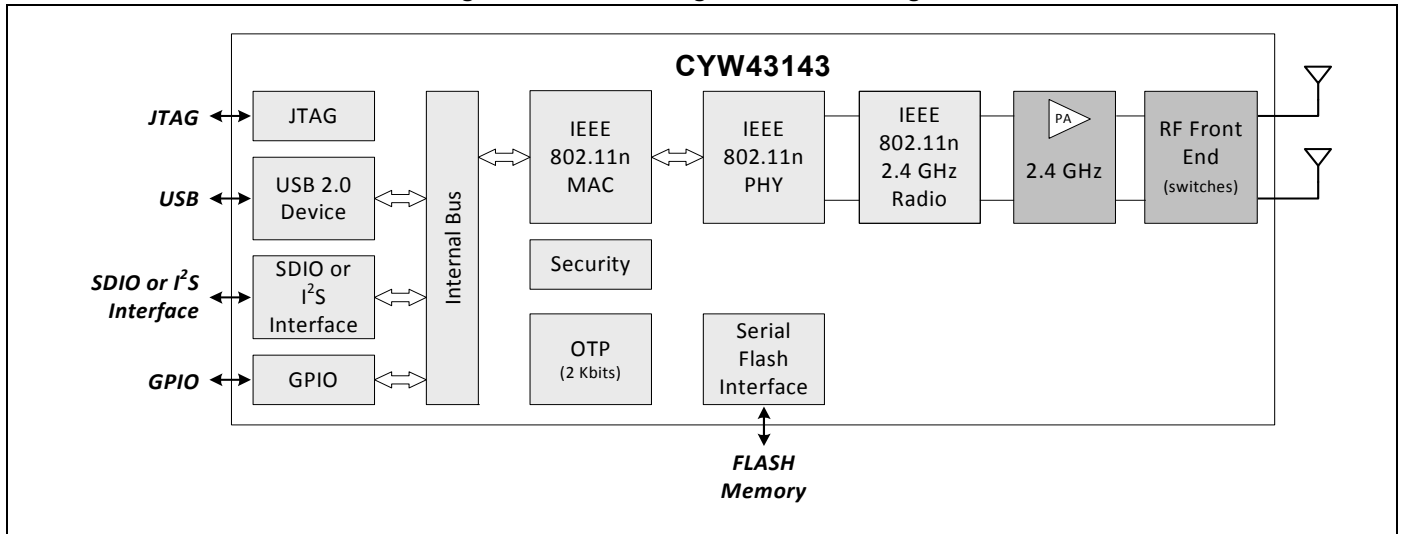 CYW43143
JTAG
JTAG
USB
USB 2.0
Device
SDIO or I²S
Interface
SDIO or
I²S
Interface
GPIO
GPIO
Internal Bus
IEEE
802.11n
MAC
Security
OTP
(2 Kbits)
IEEE
802.11n
PHY
Serial
Flash
Interface
FLASH
Memory
IEEE
802.11n
2.4 GHz
Radio
PA
2.4 GHz
RF Front
End
(switches)